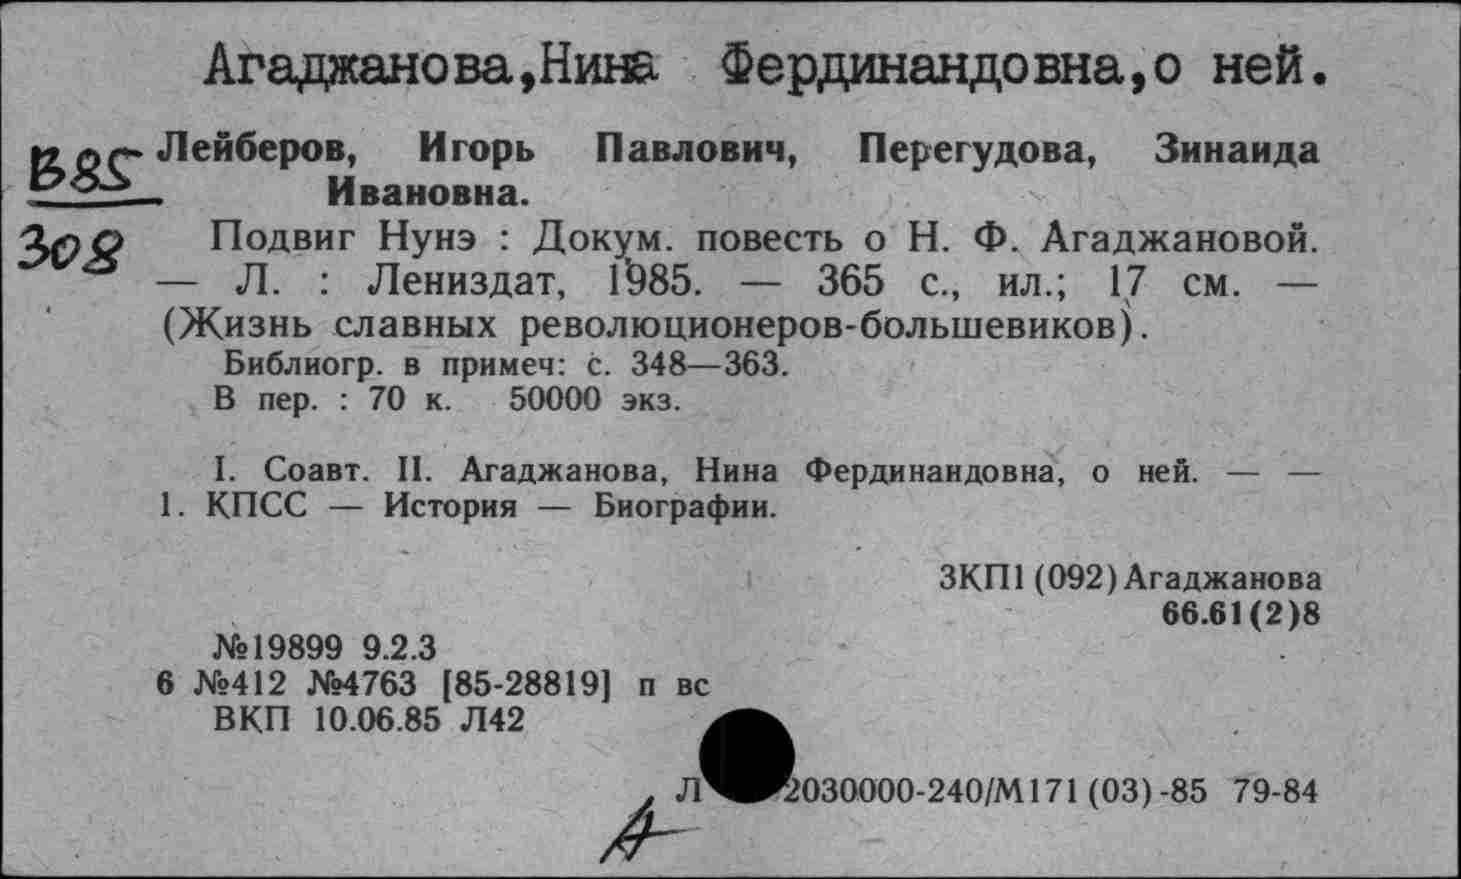 Агаджанова,Нина Фердинандовна,о ней.
В85 Лейберов, Игорь Павлович, Перегудова, Зинаида
Ивановна.
308 Подвиг Нунэ : Докум. повесть о Н. Ф. Агаджановой.
— Л. : Лениздат, 1985. — 365 с., ил.; 17 см. —
(Жизнь славных революционеров-большевиков).
Библиогр. в примеч: с. 348—363.
В пер. : 70 к. 50000 экз.
I. Соавт. II. Агаджанова, Нина Фердинандовна, о ней. — —
1. КПСС — История — Биографии.
3КП1 (092) Агаджанова
66.61(2)8
№19899 9.2.3
6 №412 №4763 [85-28819] п вс
ВКП 10.06.85 Л42
Л 2030000-240/М171 (03) -85 79-84
А